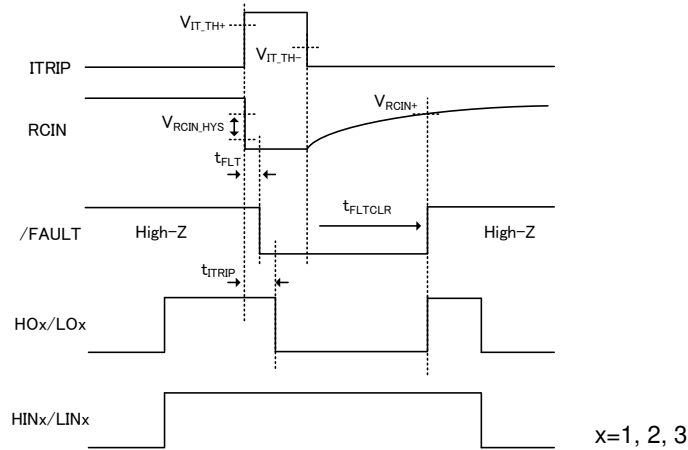 V_IT_TH+
V_IT_TH−
ITRIP
V_RCIN+
RCIN
V_RCIN_HYS
t_FLT
t_FLTCLR
/FAULT
High−Z
High−Z
t_ITRIP
HOx/LOx
HINx/LINx
x=1, 2, 3